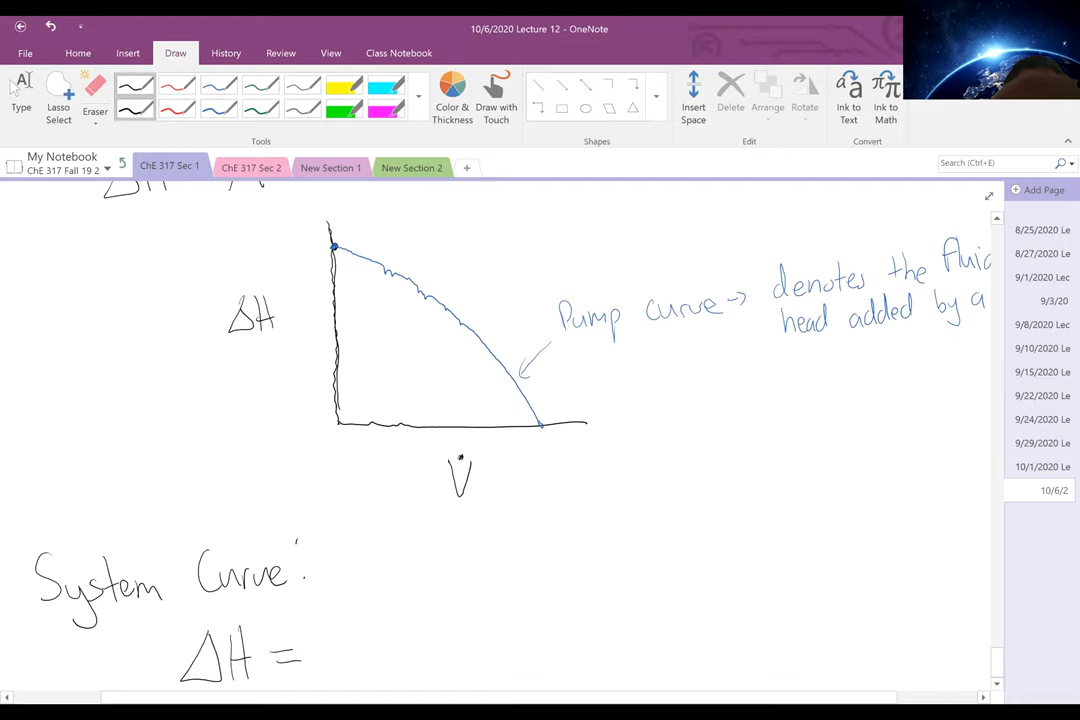 10/6/2020 Lecture 12 - OneNote
File Home Insert Draw History Review View Class Notebook
Type
Lasso Select
Eraser
Color & Thickness
Draw with Touch
Insert Space
Delete
Arrange
Rotate
Ink to Text
Ink to Math
Tools
Shapes
Edit
Convert
My Notebook
ChE 317 Fall 19 2
ChE 317 Sec 1
ChE 317 Sec 2
New Section 1
New Section 2
Search (Ctrl+E)
Add Page
8/25/2020 Le
8/27/2020 Le
9/1/2020 Lec
9/3/20
9/8/2020 Lec
9/10/2020 Le
9/15/2020 Le
9/22/2020 Le
9/24/2020 Le
9/29/2020 Le
10/1/2020 Le
10/6/2
ΔH
Pump curve → denotes the fluid
head added by a
V̇
System Curve:
ΔH =